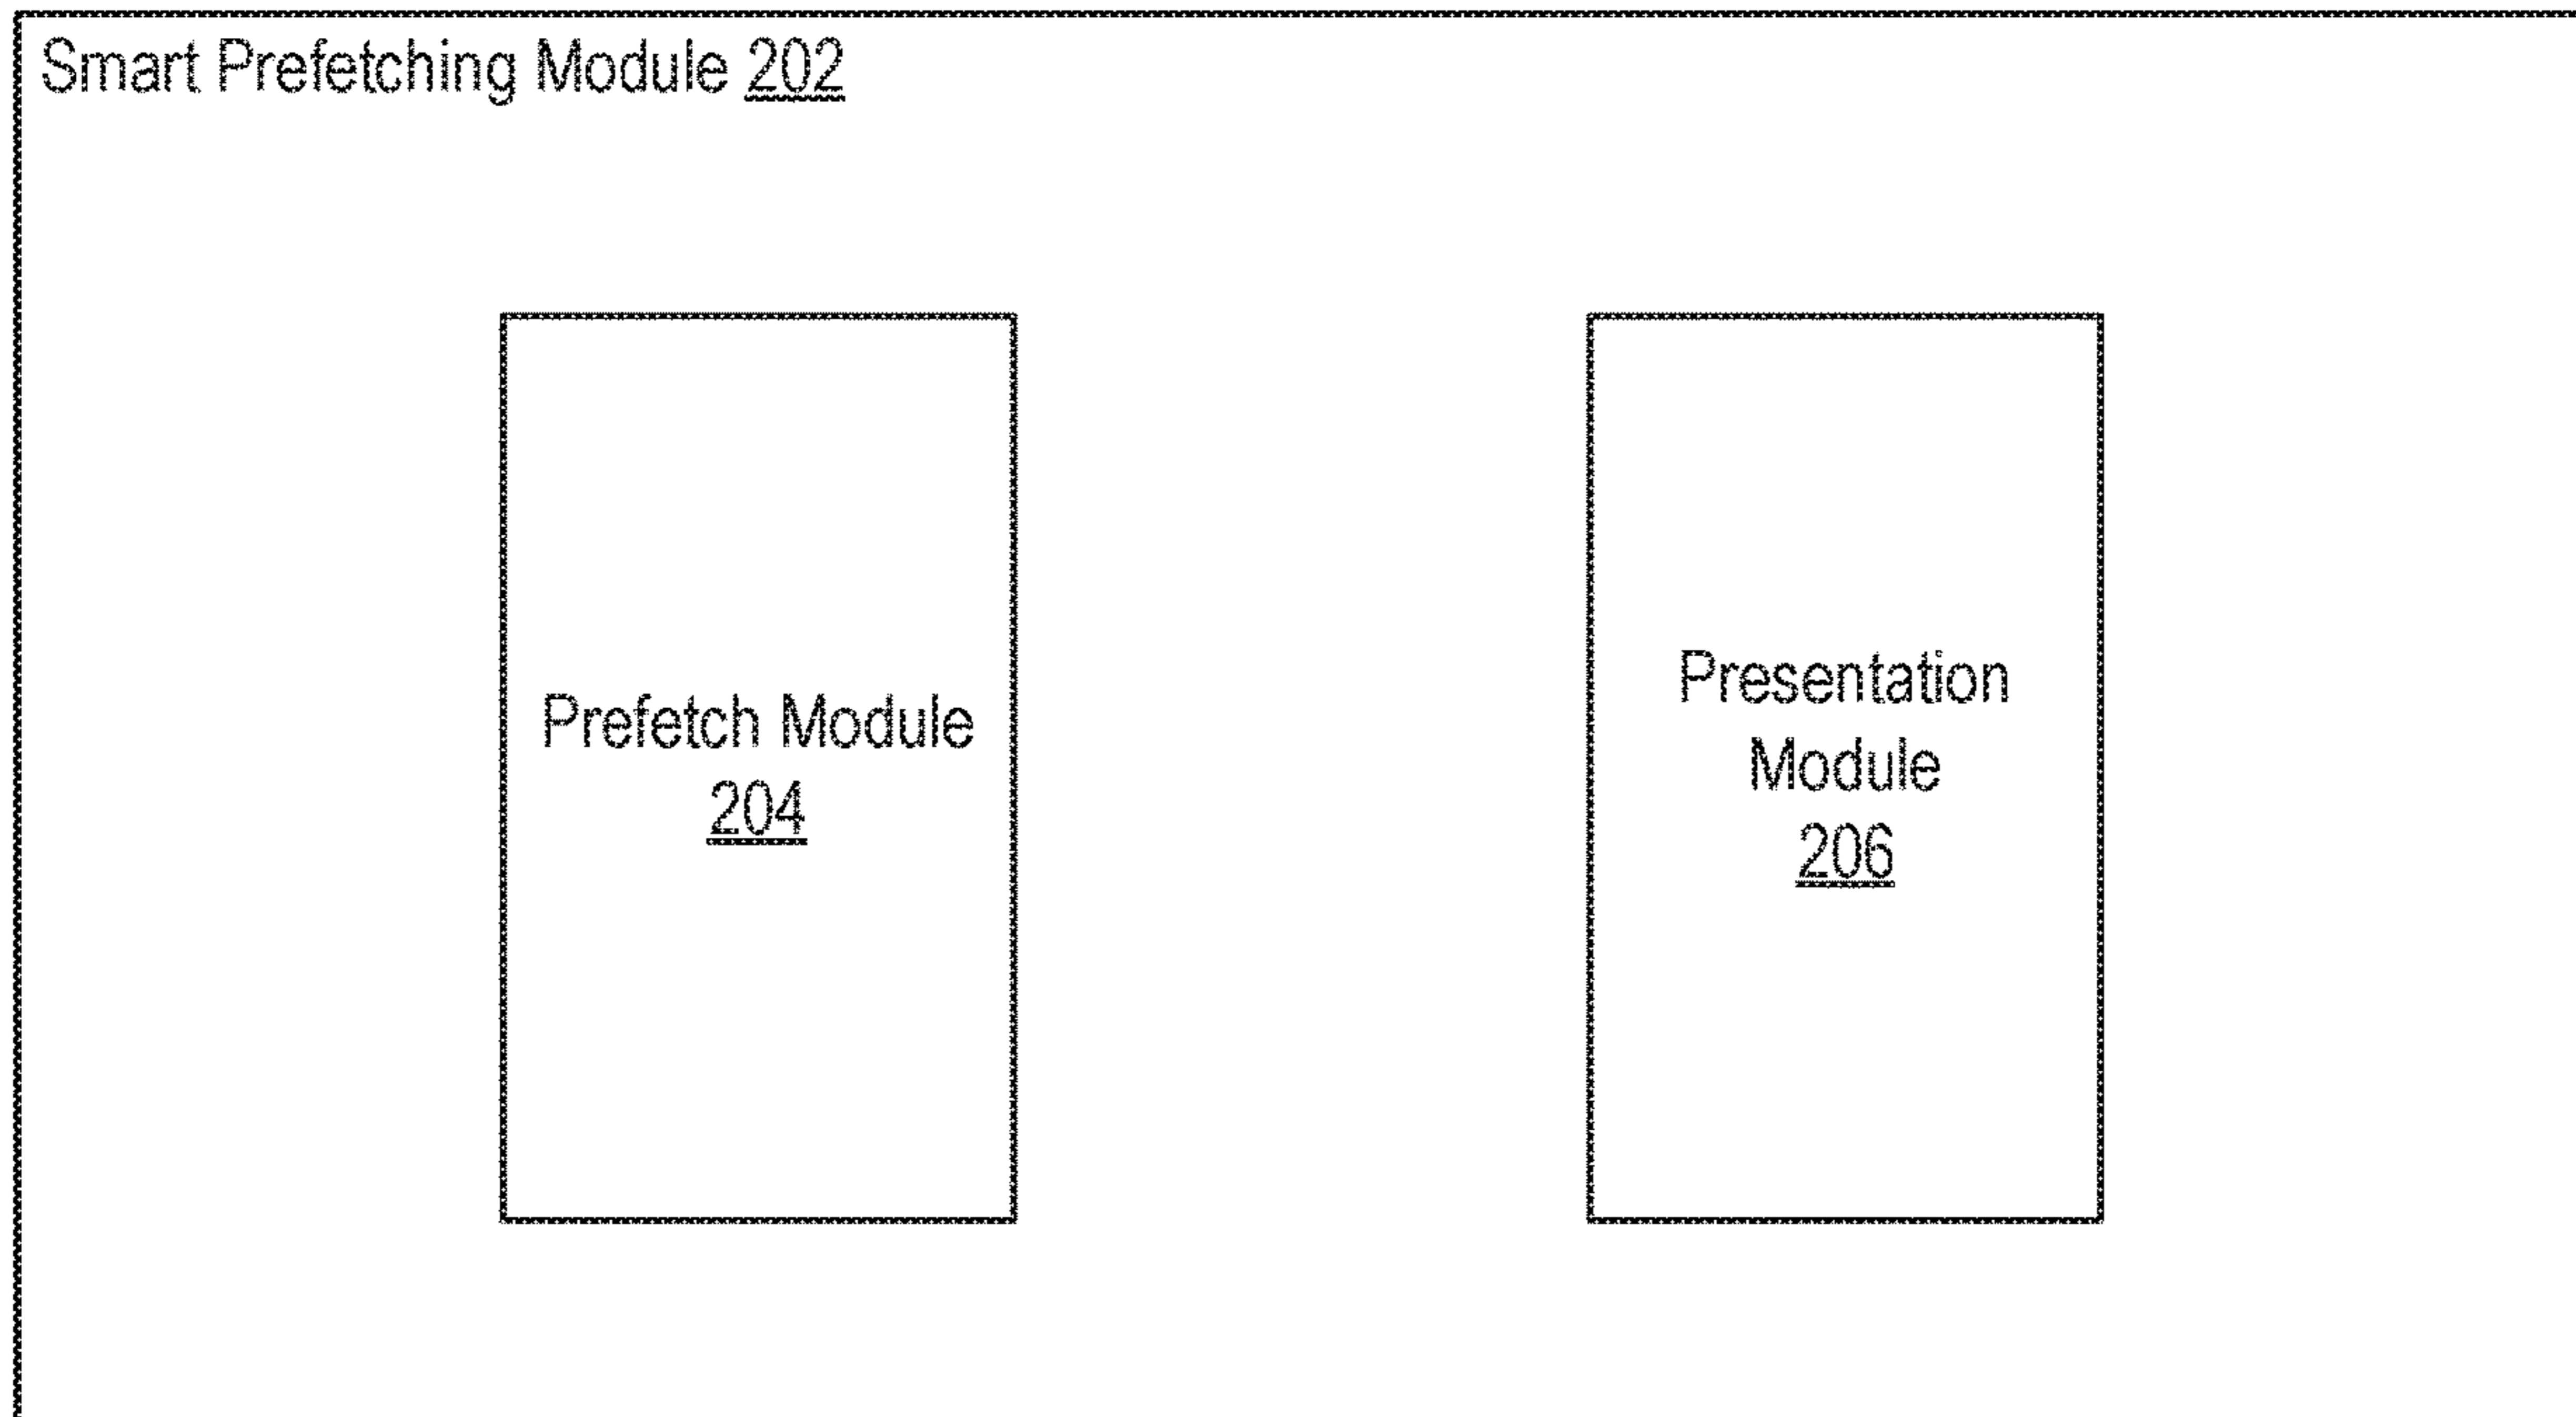 Smart Prefetching Module 202
Prefetch Module
204
Presentation
Module
206